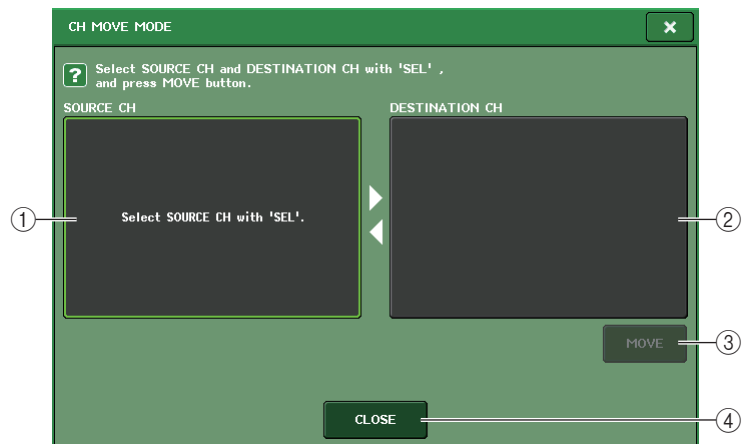 CH MOVE MODE
×
? Select SOURCE CH and DESTINATION CH with 'SEL' ,
and press MOVE button.
SOURCE CH
DESTINATION CH
① Select SOURCE CH with 'SEL'. ②
MOVE ③
CLOSE ④